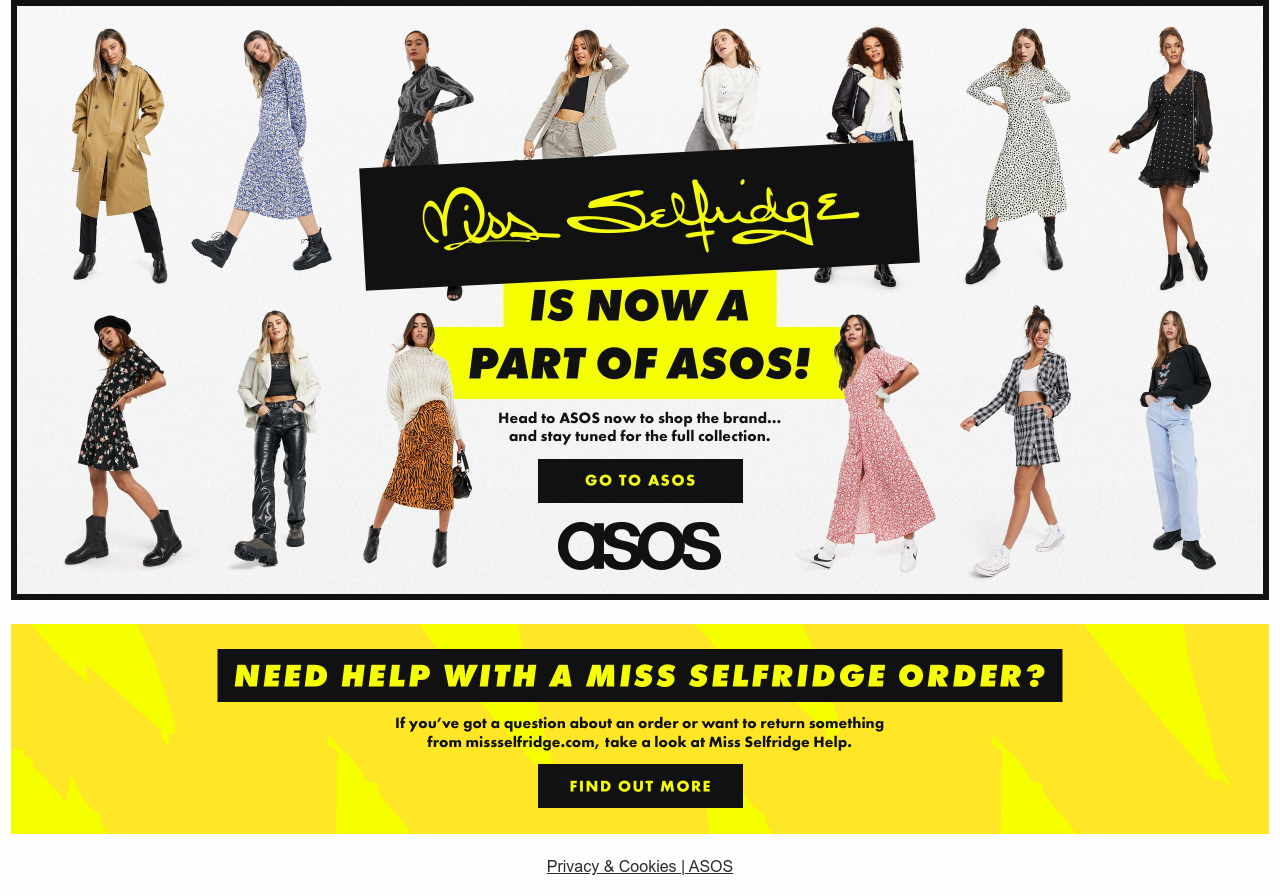 Miss Selfridge
IS NOW A
PART OF ASOS!
Head to ASOS now to shop the brand...
and stay tuned for the full collection.
GO TO ASOS
asos
NEED HELP WITH A MISS SELFRIDGE ORDER?
If you've got a question about an order or want to return something
from missselfridge.com, take a look at Miss Selfridge Help.
FIND OUT MORE
Privacy & Cookies | ASOS